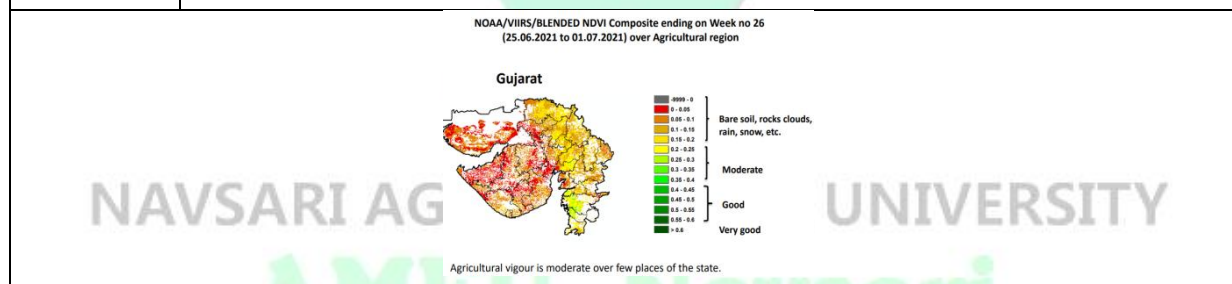 NOAA/VIIRS/BLENDED NDVI Composite ending on Week no 26
(25.06.2021 to 01.07.2021) over Agricultural region
Gujarat
-9999 - 0
0 - 0.05
0.05 - 0.1
0.1 - 0.15
0.15 - 0.2
0.2 - 0.25
0.25 - 0.3
0.3 - 0.35
0.35 - 0.4
0.4 - 0.45
0.45 - 0.5
0.5 - 0.55
0.55 - 0.6
> 0.6
Bare soil, rocks clouds,
rain, snow, etc.
Moderate
Good
Very good
NAVSARI AG UNIVERSITY
Agricultural vigour is moderate over few places of the state.